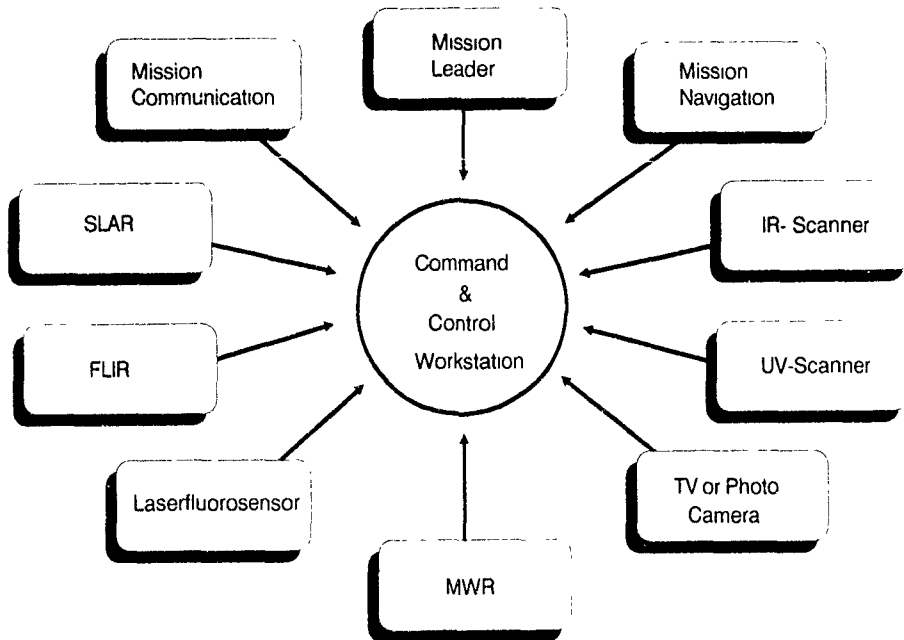 Mission
Leader
Mission
Communication
Mission
Navigation
SLAR
IR- Scanner
Command
&
Control
Workstation
FLIR
UV-Scanner
Laserfluorosensor
TV or Photo
Camera
MWR